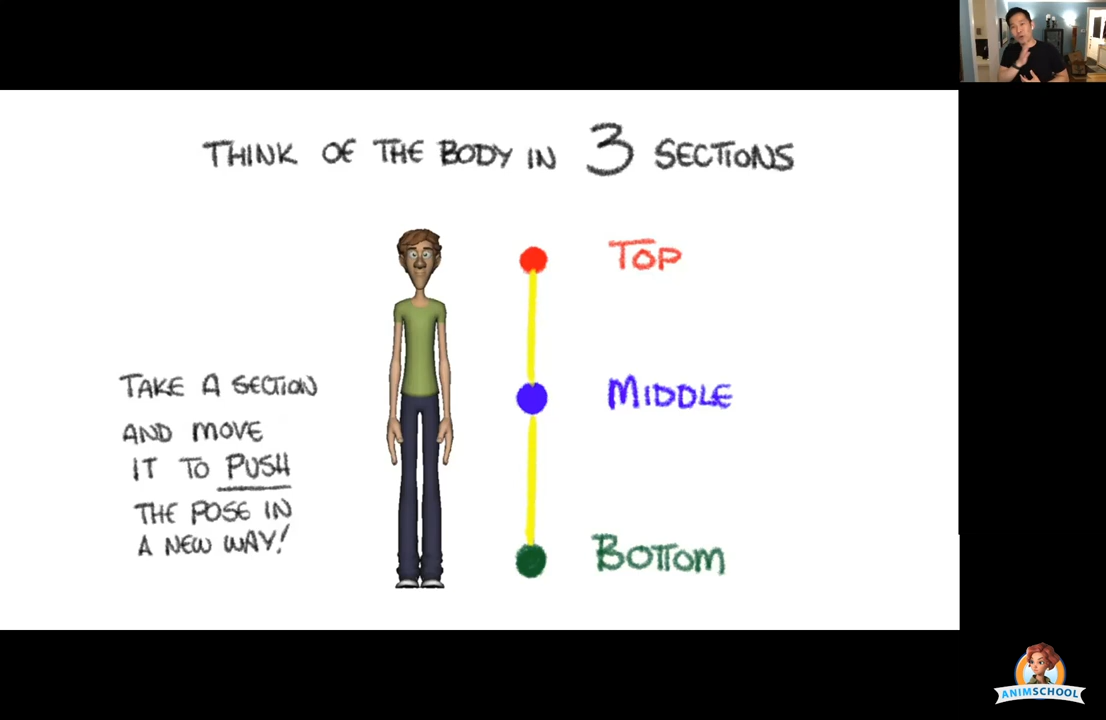 THINK OF THE BODY IN 3 SECTIONS
TOP
MIDDLE
TAKE A SECTION
AND MOVE
IT TO PUSH
THE POSE IN
A NEW WAY!
BOTTOM
ANIMSCHOOL